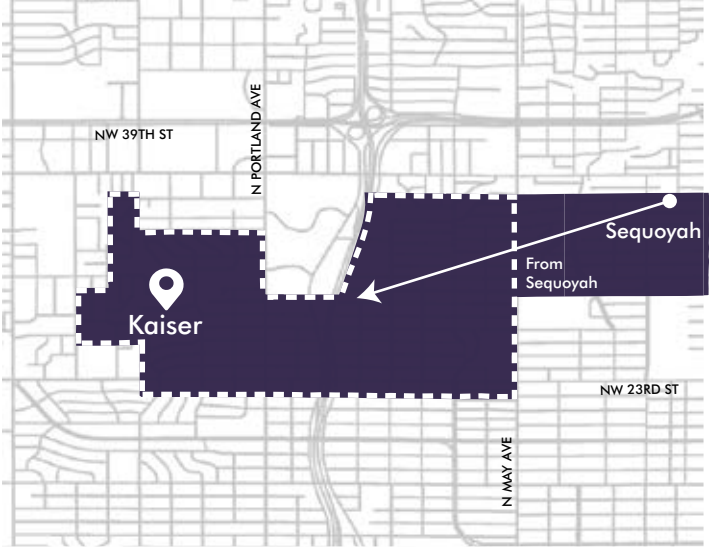 N PORTLAND AVE
NW 39TH ST
Sequoyah
From
Sequoyah
Kaiser
NW 23RD ST
N MAY AVE